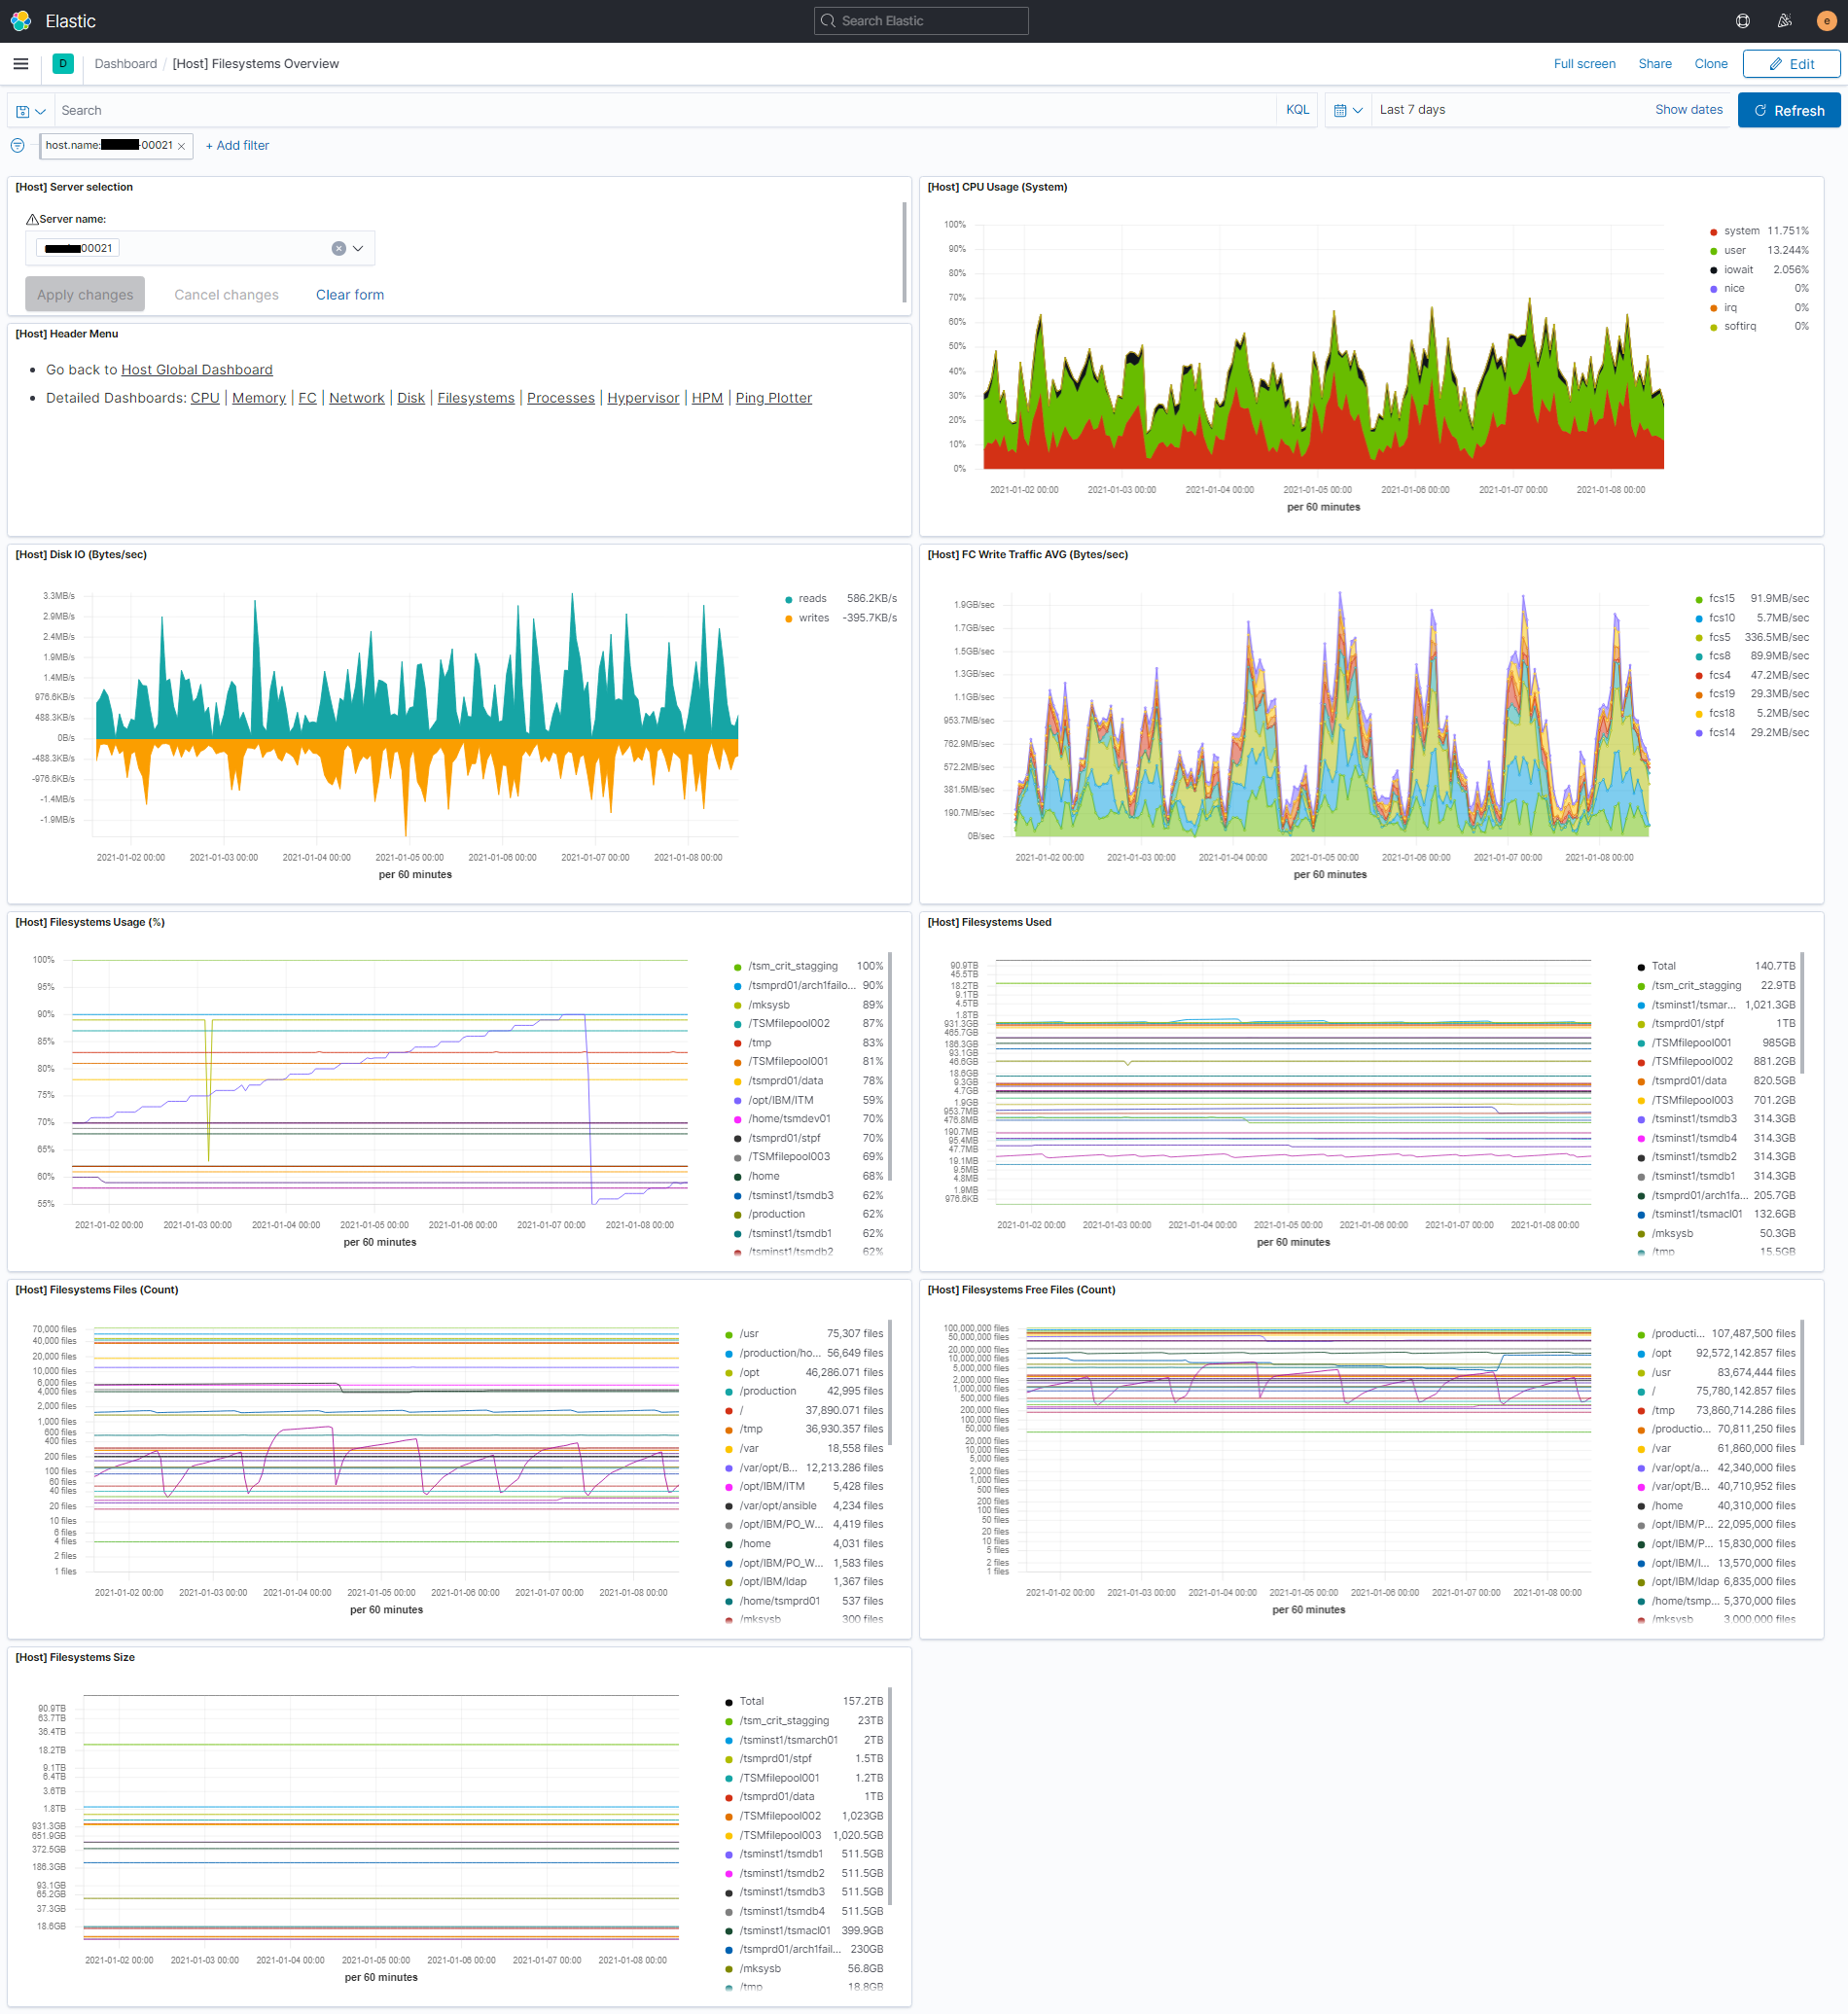 Elastic
Search Elastic
e
D
Dashboard / [Host] Filesystems Overview
Full screen Share Clone Edit
Search
KQL
Last 7 days
Show dates
Refresh
host.name: -00021 ×
+ Add filter
[Host] Server selection
Server name:
00021
Apply changes Cancel changes Clear form
[Host] Header Menu
• Go back to Host Global Dashboard
• Detailed Dashboards: CPU | Memory | FC | Network | Disk | Filesystems | Processes | Hypervisor | HPM | Ping Plotter
[Host] CPU Usage (System)
100%
90%
80%
70%
60%
50%
40%
30%
20%
10%
0%
2021-01-02 00:00 2021-01-03 00:00 2021-01-04 00:00 2021-01-05 00:00 2021-01-06 00:00 2021-01-07 00:00 2021-01-08 00:00
per 60 minutes
system 11.751%
user 13.244%
iowait 2.056%
nice 0%
irq 0%
softirq 0%
[Host] Disk IO (Bytes/sec)
3.3MB/s
2.9MB/s
2.4MB/s
1.9MB/s
1.4MB/s
976.6KB/s
488.3KB/s
0B/s
-488.3KB/s
-976.6KB/s
-1.4MB/s
-1.9MB/s
2021-01-02 00:00 2021-01-03 00:00 2021-01-04 00:00 2021-01-05 00:00 2021-01-06 00:00 2021-01-07 00:00 2021-01-08 00:00
per 60 minutes
reads 586.2KB/s
writes -395.7KB/s
[Host] FC Write Traffic AVG (Bytes/sec)
1.9GB/sec
1.7GB/sec
1.5GB/sec
1.3GB/sec
1.1GB/sec
953.7MB/sec
762.9MB/sec
572.2MB/sec
381.5MB/sec
190.7MB/sec
0B/sec
2021-01-02 00:00 2021-01-03 00:00 2021-01-04 00:00 2021-01-05 00:00 2021-01-06 00:00 2021-01-07 00:00 2021-01-08 00:00
per 60 minutes
fcs15 91.9MB/sec
fcs10 5.7MB/sec
fcs5 336.5MB/sec
fcs8 89.9MB/sec
fcs4 47.2MB/sec
fcs19 29.3MB/sec
fcs18 5.2MB/sec
fcs14 29.2MB/sec
[Host] Filesystems Usage (%)
100%
95%
90%
85%
80%
75%
70%
65%
60%
55%
2021-01-02 00:00 2021-01-03 00:00 2021-01-04 00:00 2021-01-05 00:00 2021-01-06 00:00 2021-01-07 00:00 2021-01-08 00:00
per 60 minutes
/tsm_crit_stagging 100%
/tsmprd01/arch1failo... 90%
/mksysb 89%
/TSMfilepool002 87%
/tmp 83%
/TSMfilepool001 81%
/tsmprd01/data 78%
/opt/IBM/ITM 59%
/home/tsmdev01 70%
/tsmprd01/stpf 70%
/TSMfilepool003 69%
/home 68%
/tsminst1/tsmdb3 62%
/production 62%
/tsminst1/tsmdb1 62%
/tsminst1/tsmdb2 62%
[Host] Filesystems Used
90.9TB
45.5TB
18.2TB
9.1TB
4.5TB
1.8TB
931.3GB
465.7GB
186.3GB
93.1GB
46.6GB
18.6GB
9.3GB
4.7GB
1.9GB
953.7MB
476.8MB
190.7MB
95.4MB
47.7MB
19.1MB
9.5MB
4.8MB
1.9MB
976.6KB
2021-01-02 00:00 2021-01-03 00:00 2021-01-04 00:00 2021-01-05 00:00 2021-01-06 00:00 2021-01-07 00:00 2021-01-08 00:00
per 60 minutes
Total 140.7TB
/tsm_crit_stagging 22.9TB
/tsminst1/tsmar... 1,021.3GB
/tsmprd01/stpf 1TB
/TSMfilepool001 985GB
/TSMfilepool002 881.2GB
/tsmprd01/data 820.5GB
/TSMfilepool003 701.2GB
/tsminst1/tsmdb3 314.3GB
/tsminst1/tsmdb4 314.3GB
/tsminst1/tsmdb2 314.3GB
/tsminst1/tsmdb1 314.3GB
/tsmprd01/arch1fa... 205.7GB
/tsminst1/tsmacl01 132.6GB
/mksysb 50.3GB
/tmp 15.5GB
[Host] Filesystems Files (Count)
70,000 files
40,000 files
20,000 files
10,000 files
6,000 files
4,000 files
2,000 files
1,000 files
600 files
400 files
200 files
100 files
60 files
40 files
20 files
10 files
6 files
4 files
2 files
1 files
2021-01-02 00:00 2021-01-03 00:00 2021-01-04 00:00 2021-01-05 00:00 2021-01-06 00:00 2021-01-07 00:00 2021-01-08 00:00
per 60 minutes
/usr 75,307 files
/production/ho... 56,649 files
/opt 46,286.071 files
/production 42,995 files
/ 37,890.071 files
/tmp 36,930.357 files
/var 18,558 files
/var/opt/B... 12,213.286 files
/opt/IBM/ITM 5,428 files
/var/opt/ansible 4,234 files
/opt/IBM/PO_W... 4,419 files
/home 4,031 files
/opt/IBM/PO_W... 1,583 files
/opt/IBM/ldap 1,367 files
/home/tsmprd01 537 files
/mksysb 300 files
[Host] Filesystems Free Files (Count)
100,000,000 files
50,000,000 files
20,000,000 files
10,000,000 files
5,000,000 files
2,000,000 files
1,000,000 files
500,000 files
200,000 files
100,000 files
50,000 files
20,000 files
10,000 files
5,000 files
2,000 files
1,000 files
500 files
200 files
100 files
50 files
20 files
10 files
5 files
2 files
1 files
2021-01-02 00:00 2021-01-03 00:00 2021-01-04 00:00 2021-01-05 00:00 2021-01-06 00:00 2021-01-07 00:00 2021-01-08 00:00
per 60 minutes
/producti... 107,487,500 files
/opt 92,572,142.857 files
/usr 83,674,444 files
/ 75,780,142.857 files
/tmp 73,860,714.286 files
/productio... 70,811,250 files
/var 61,860,000 files
/var/opt/a... 42,340,000 files
/var/opt/B... 40,710,952 files
/home 40,310,000 files
/opt/IBM/P... 22,095,000 files
/opt/IBM/P... 15,830,000 files
/opt/IBM/I... 13,570,000 files
/opt/IBM/ldap 6,835,000 files
/home/tsmp... 5,370,000 files
/mksysb 3,000,000 files
[Host] Filesystems Size
90.9TB
63.7TB
36.4TB
18.2TB
9.1TB
6.4TB
3.6TB
1.8TB
931.3GB
651.9GB
372.5GB
186.3GB
93.1GB
65.2GB
37.3GB
18.6GB
2021-01-02 00:00 2021-01-03 00:00 2021-01-04 00:00 2021-01-05 00:00 2021-01-06 00:00 2021-01-07 00:00 2021-01-08 00:00
per 60 minutes
Total 157.2TB
/tsm_crit_stagging 23TB
/tsminst1/tsmarch01 2TB
/tsmprd01/stpf 1.5TB
/TSMfilepool001 1.2TB
/tsmprd01/data 1TB
/TSMfilepool002 1,023GB
/TSMfilepool003 1,020.5GB
/tsminst1/tsmdb1 511.5GB
/tsminst1/tsmdb2 511.5GB
/tsminst1/tsmdb3 511.5GB
/tsminst1/tsmdb4 511.5GB
/tsminst1/tsmacl01 399.9GB
/tsmprd01/arch1fail... 230GB
/mksysb 56.8GB
/tmp 18.8GB